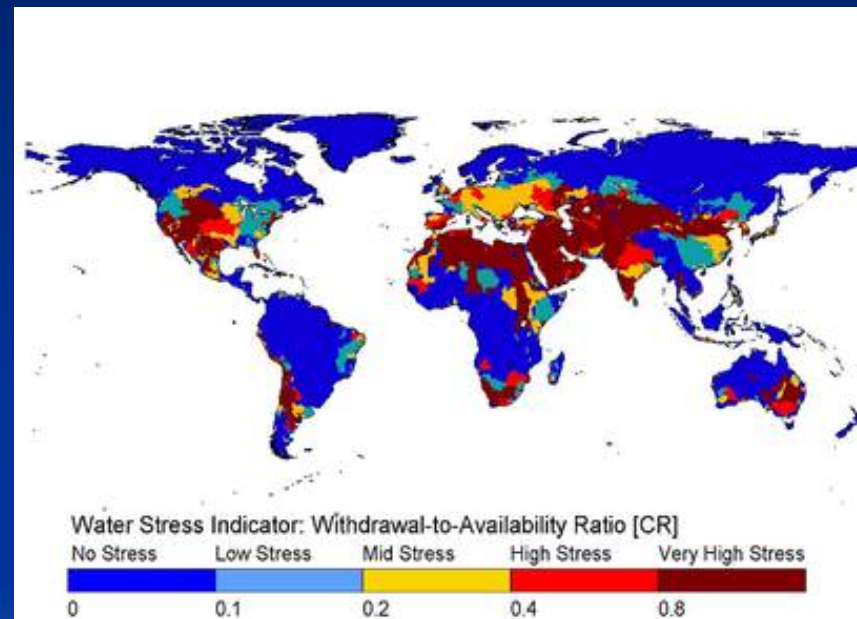 Water Stress Indicator: Withdrawal-to-Availability Ratio [CR]
No Stress Low Stress Mid Stress High Stress Very High Stress
0 0.1 0.2 0.4 0.8